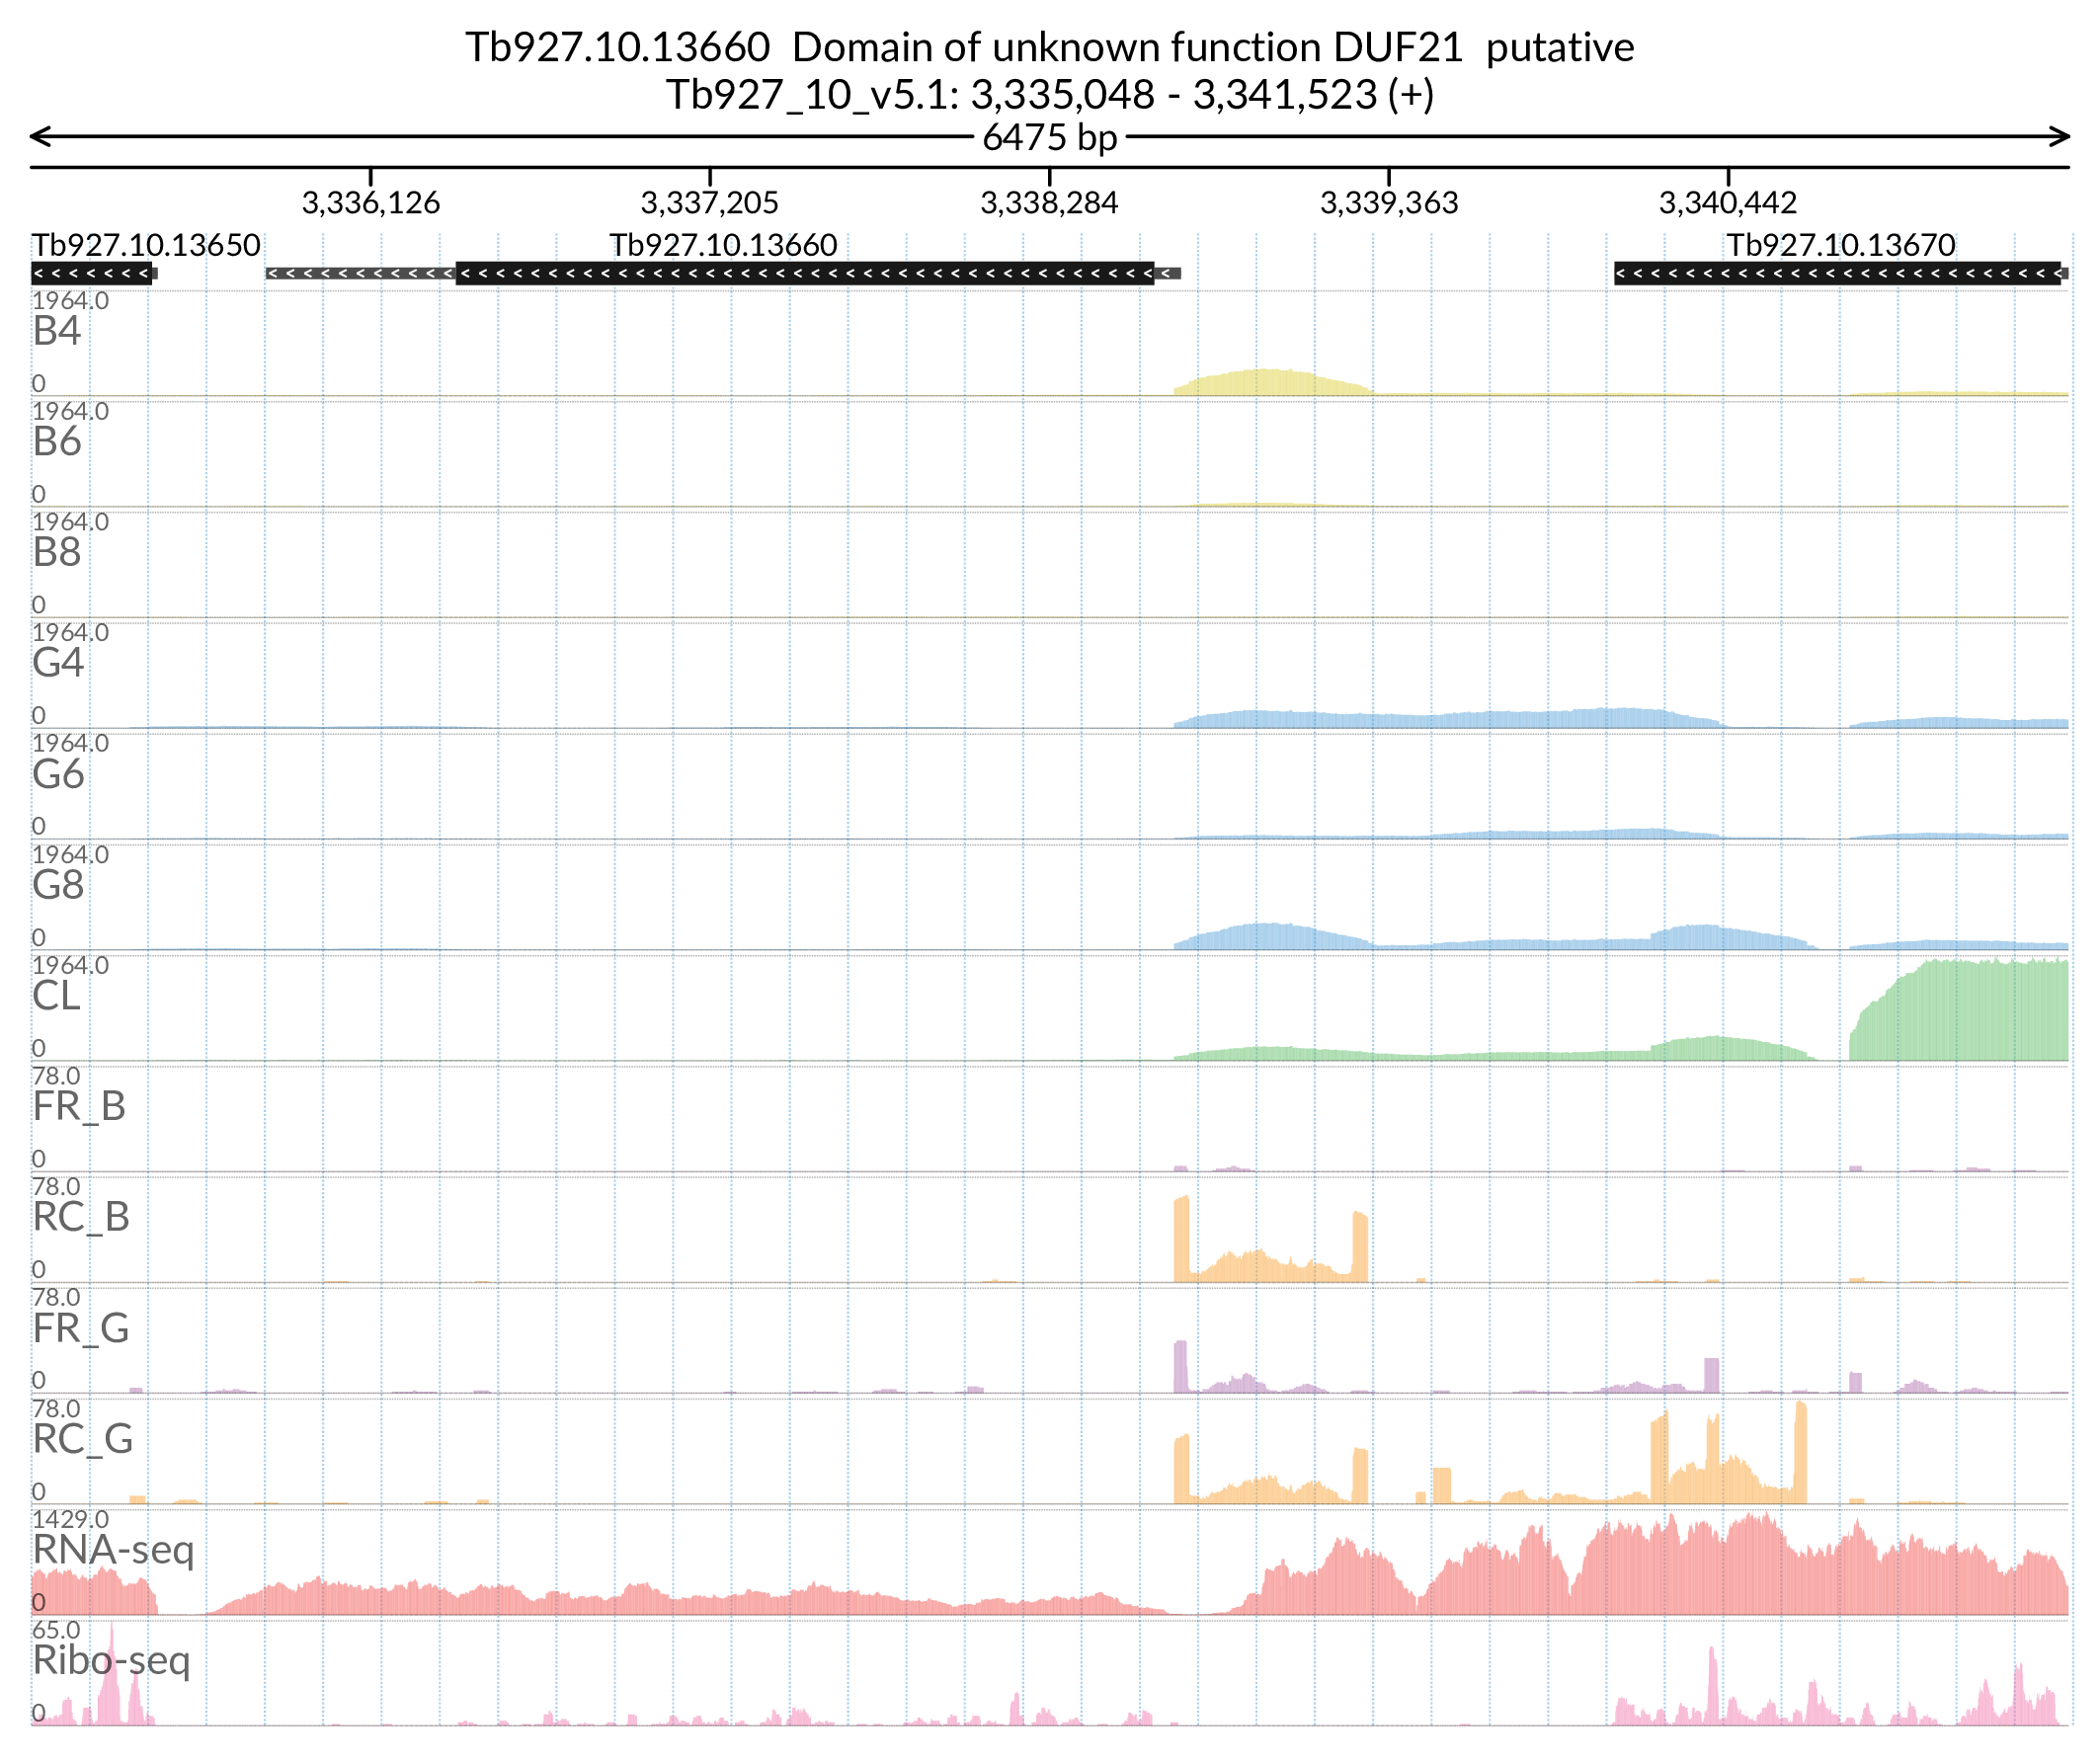 Tb927.10.13660  Domain of unknown function DUF21  putative
Tb927_10_v5.1: 3,335,048 - 3,341,523 (+)
6475 bp
3,336,126 3,337,205 3,338,284 3,339,363 3,340,442
Tb927.10.13650 Tb927.10.13660 Tb927.10.13670
1964.0
B4
0
1964.0
B6
0
1964.0
B8
0
1964.0
G4
0
1964.0
G6
0
1964.0
G8
0
1964.0
CL
0
78.0
FR_B
0
78.0
RC_B
0
78.0
FR_G
0
78.0
RC_G
0
1429.0
RNA-seq
0
65.0
Ribo-seq
0